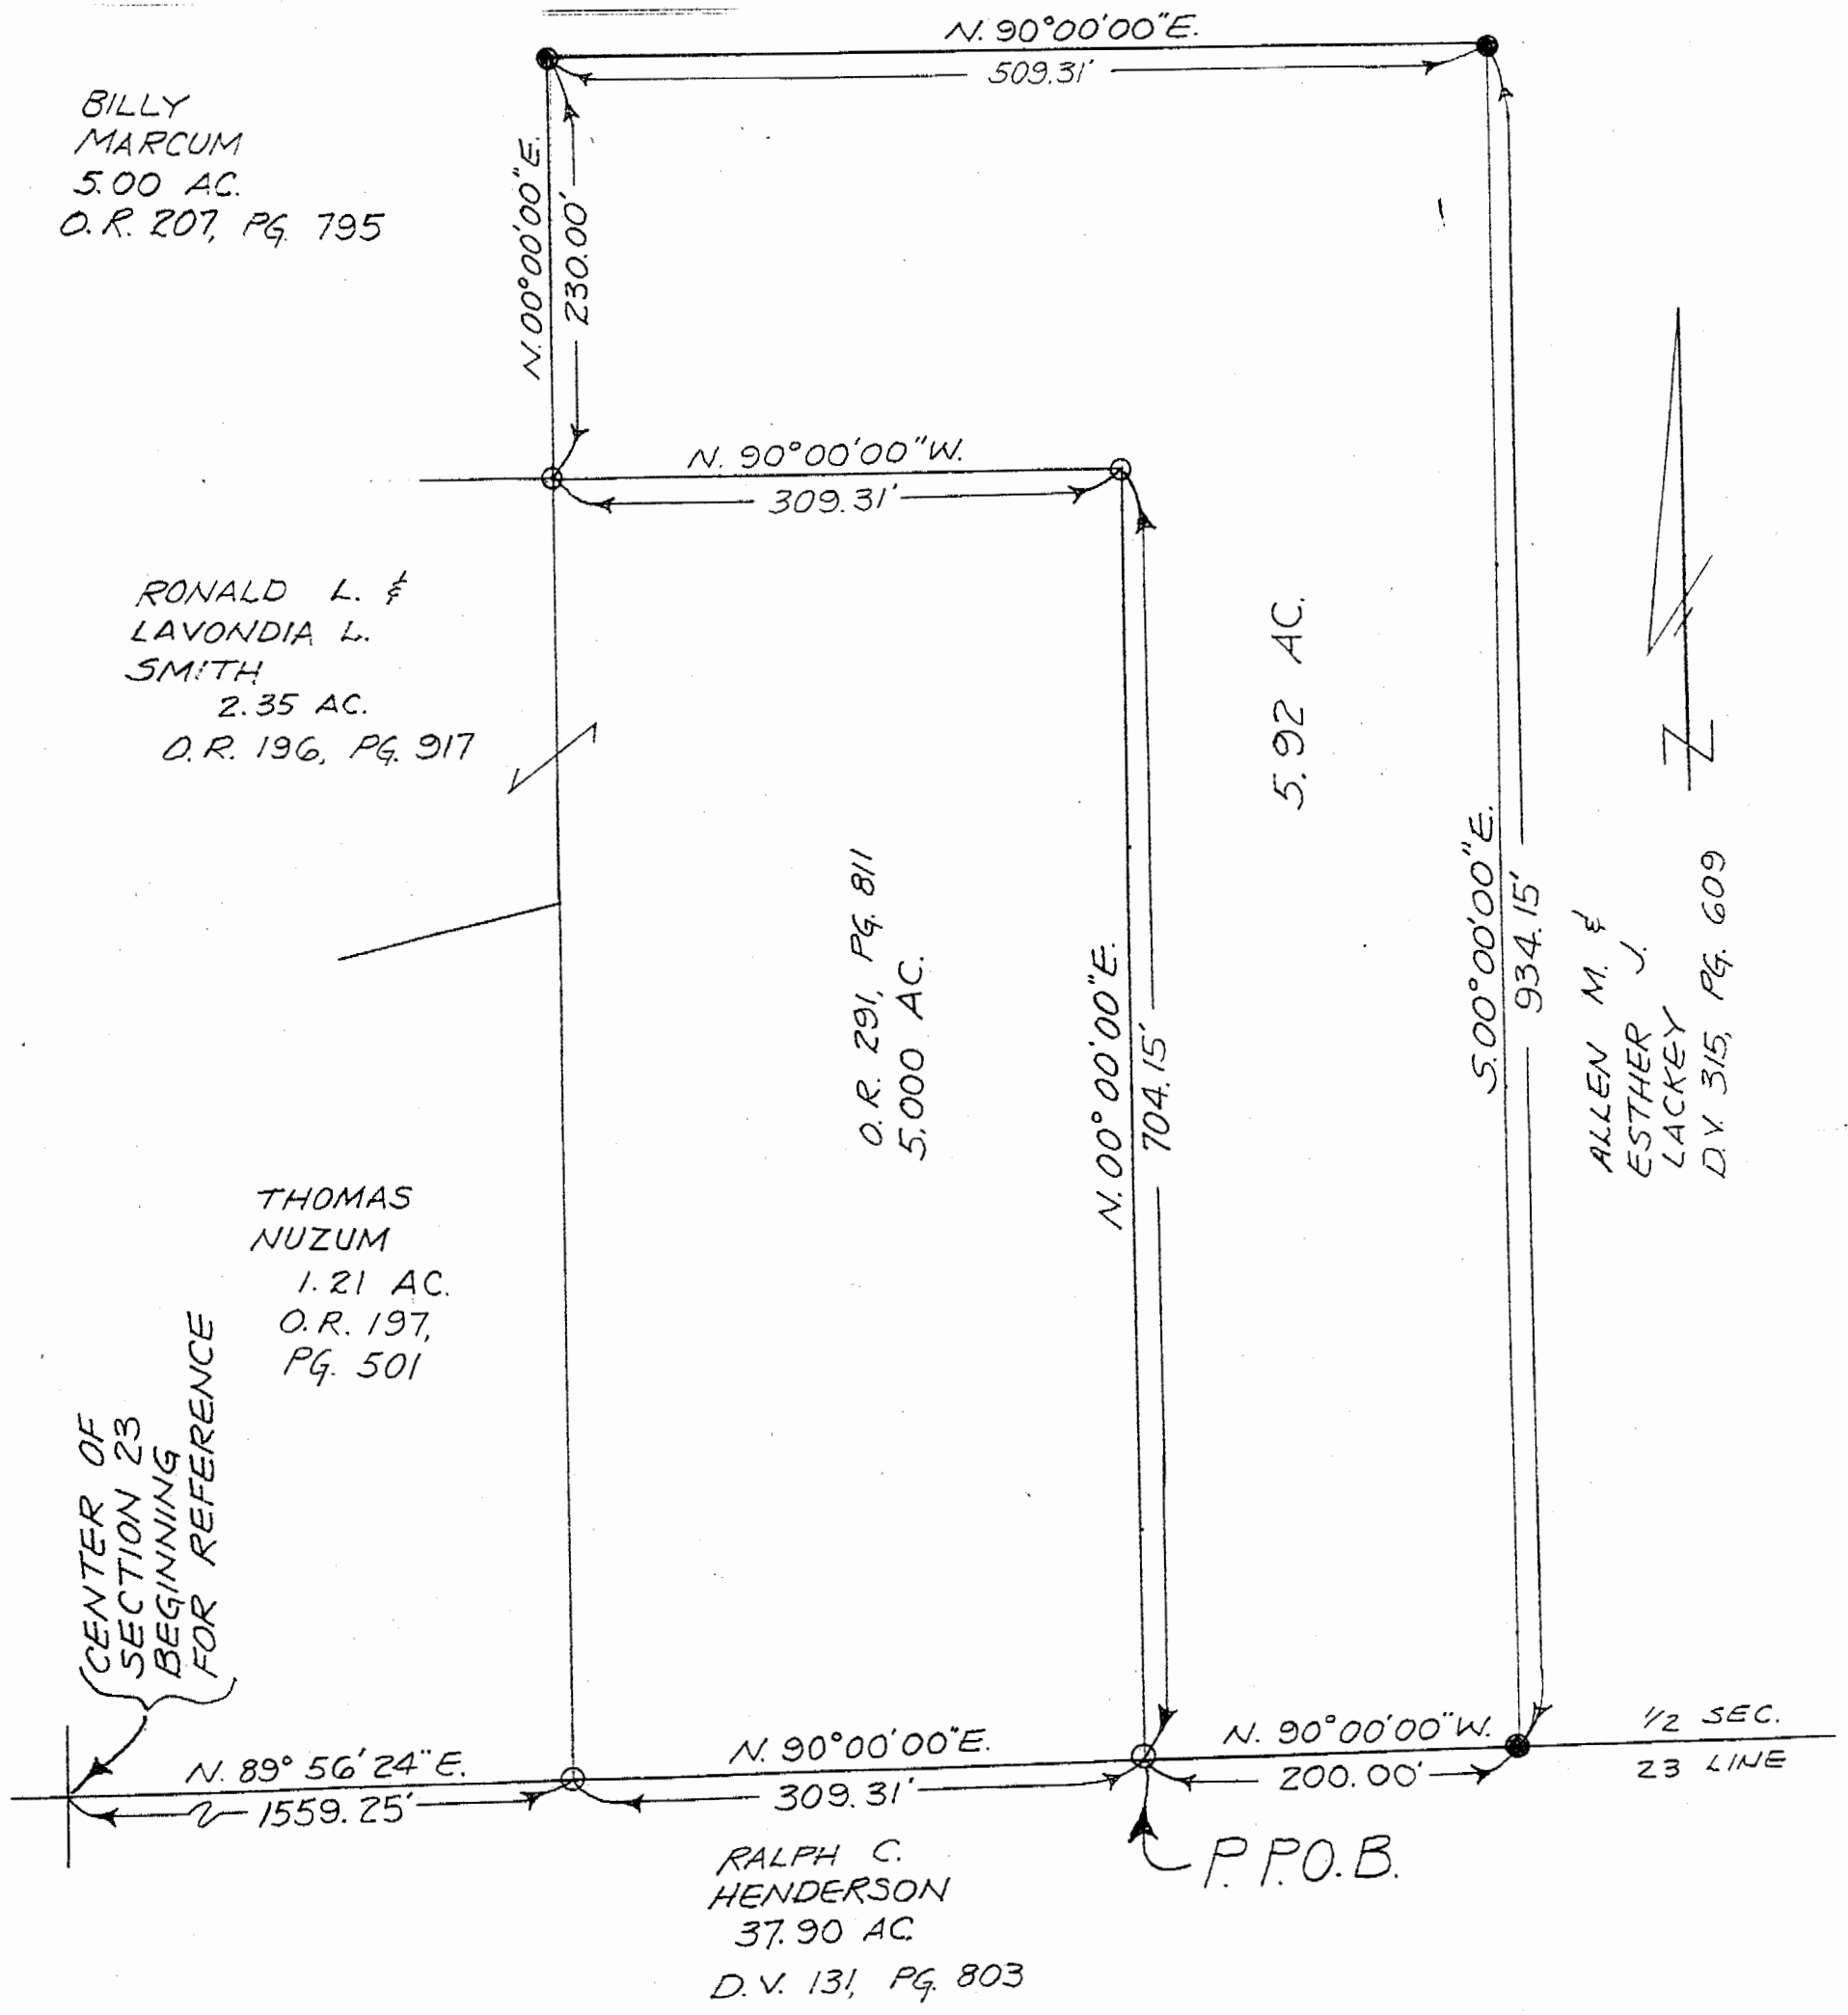 N. 90°00'00"E.
509.31'
BILLY
MARCUM
5.00 AC.
O.R. 207, PG. 795
N.00°00'00"E.
230.00'
N. 90°00'00"W.
309.31'
RONALD L. &
LAVONDIA L.
SMITH
2.35 AC.
O.R. 196, PG. 917
5.92 AC.
O.R. 291, PG. 811
5.000 AC.
N.00°00'00"E.
704.15'
S.00°00'00"E.
934.15'
ALLEN M. &
ESTHER J.
LACKEY
D.V. 315, PG. 609
THOMAS
NUZUM
1.21 AC.
O.R. 197,
PG. 501
CENTER OF
SECTION 23
BEGINNING
FOR REFERENCE
N. 89°56'24"E.
1559.25'
N. 90°00'00"E.
309.31'
N. 90°00'00"W.
200.00'
1/2 SEC.
23 LINE
P.P.O.B.
RALPH C.
HENDERSON
37.90 AC.
D.V. 131, PG. 803